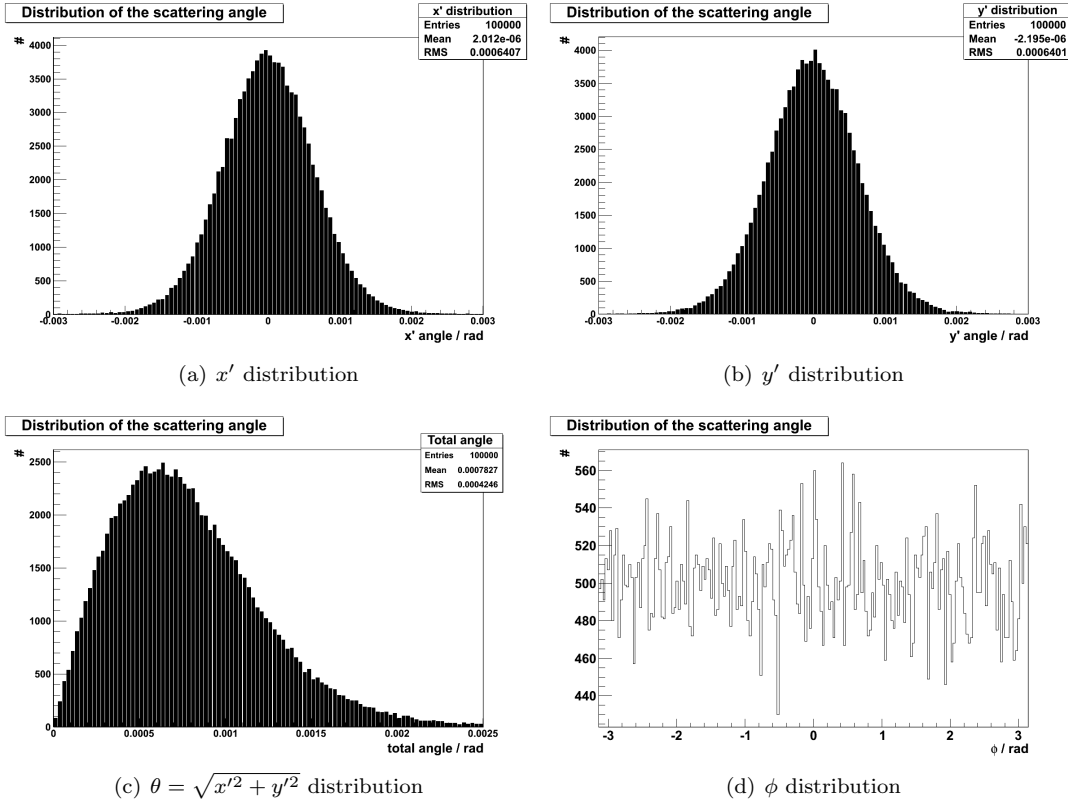 Distribution of the scattering angle
x' distribution
Entries 100000
Mean 2.012e-06
RMS 0.0006407
#
4000
3500
3000
2500
2000
1500
1000
500
0
-0.003 -0.002 -0.001 0 0.001 0.002 0.003
x' angle / rad
(a) x′ distribution
Distribution of the scattering angle
y' distribution
Entries 100000
Mean -2.195e-06
RMS 0.0006401
#
4000
3500
3000
2500
2000
1500
1000
500
0
-0.003 -0.002 -0.001 0 0.001 0.002 0.003
y' angle / rad
(b) y′ distribution
Distribution of the scattering angle
Total angle
Entries 100000
Mean 0.0007827
RMS 0.0004246
#
2500
2000
1500
1000
500
0
0 0.0005 0.001 0.0015 0.002 0.0025
total angle / rad
(c) θ = √x′2 + y′2 distribution
Distribution of the scattering angle
#
560
540
520
500
480
460
440
-3 -2 -1 0 1 2 3
ϕ / rad
(d) ϕ distribution